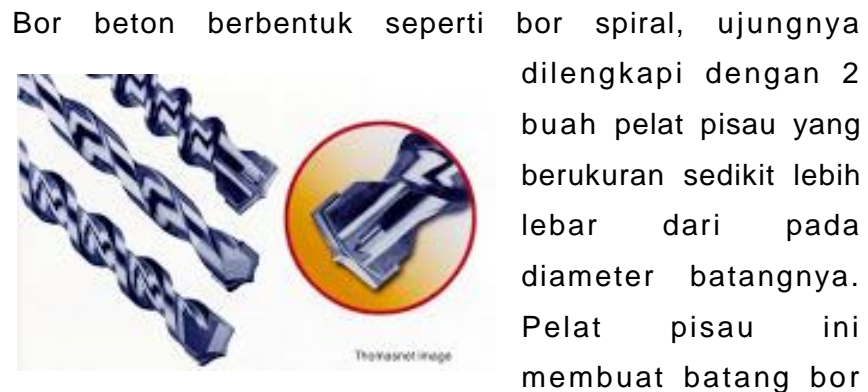 Bor beton berbentuk seperti bor spiral, ujungnya
dilengkapi dengan 2
buah pelat pisau yang
berukuran sedikit lebih
lebar dari pada
diameter batangnya.
Pelat pisau ini
membuat batang bor
Thomasnet image